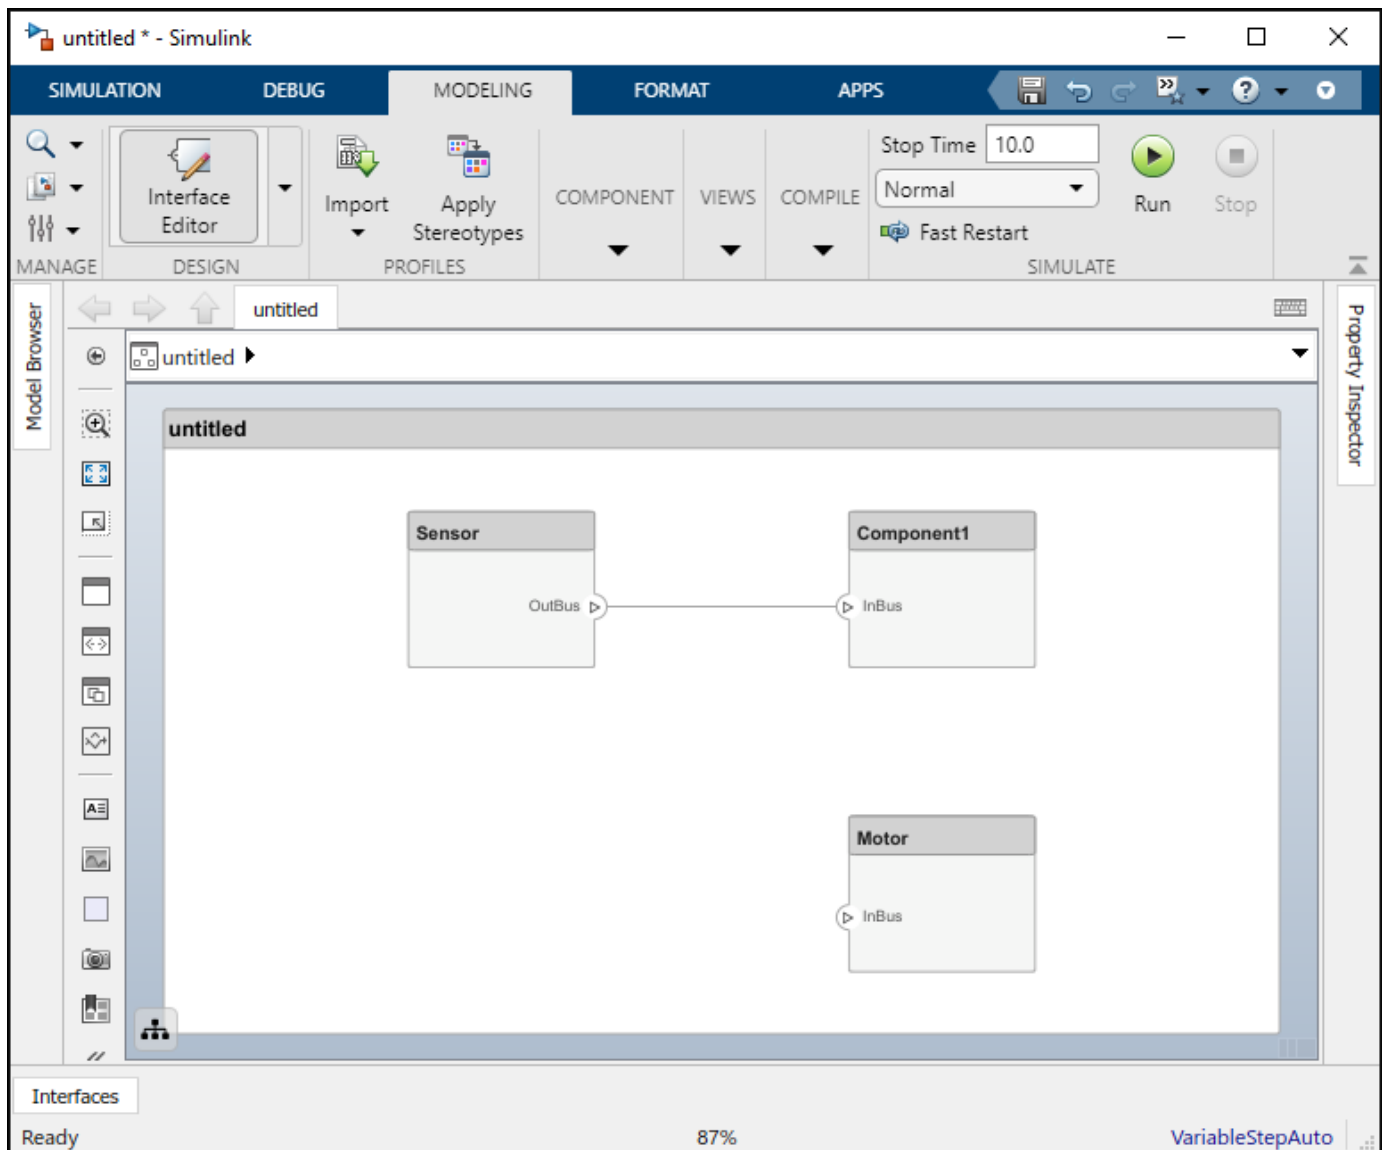 untitled * - Simulink
SIMULATION DEBUG MODELING FORMAT APPS
Stop Time 10.0
Interface Editor
Import
Apply Stereotypes
COMPONENT VIEWS COMPILE
Normal
Run Stop
Fast Restart
MANAGE DESIGN PROFILES SIMULATE
Model Browser
untitled
Property Inspector
untitled
untitled
Sensor
OutBus
Component1
InBus
Motor
InBus
Interfaces
Ready 87% VariableStepAuto